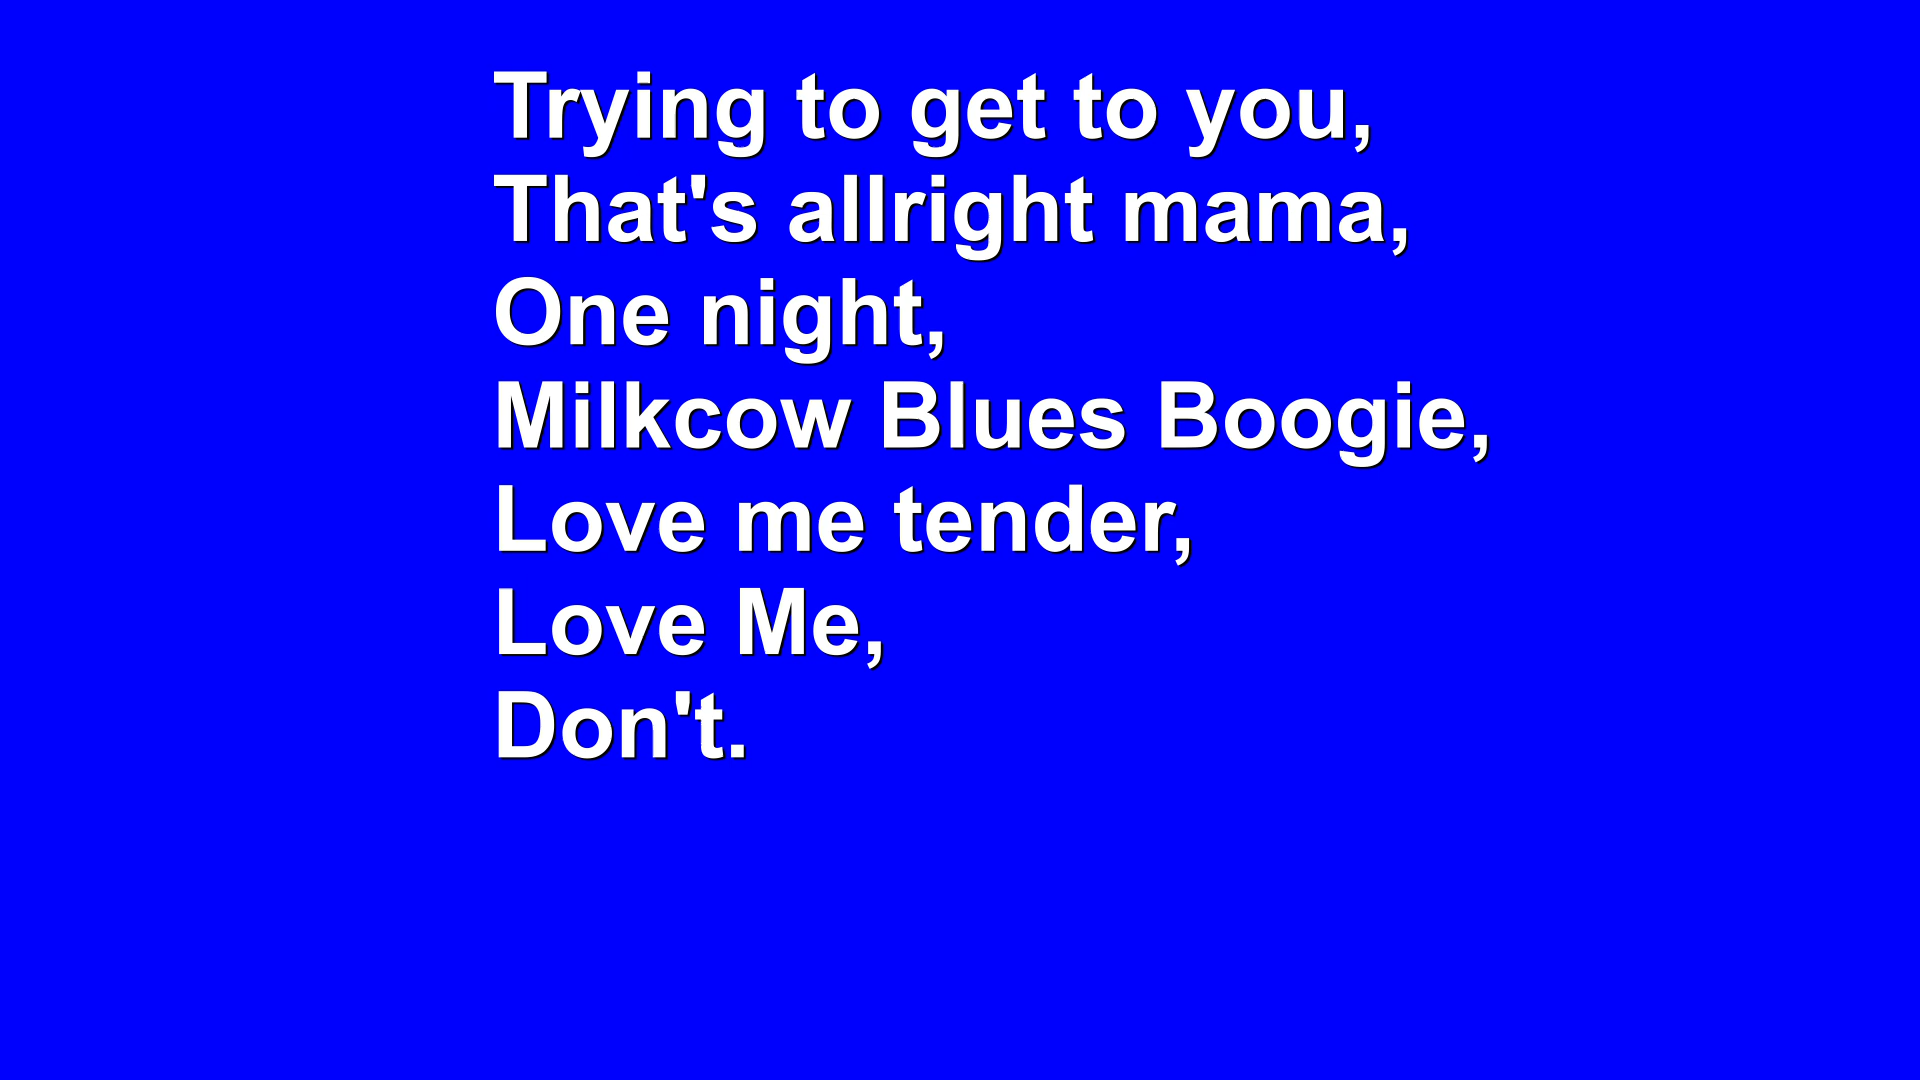 Trying to get to you,
That's allright mama,
One night,
Milkcow Blues Boogie,
Love me tender,
Love Me,
Don't.